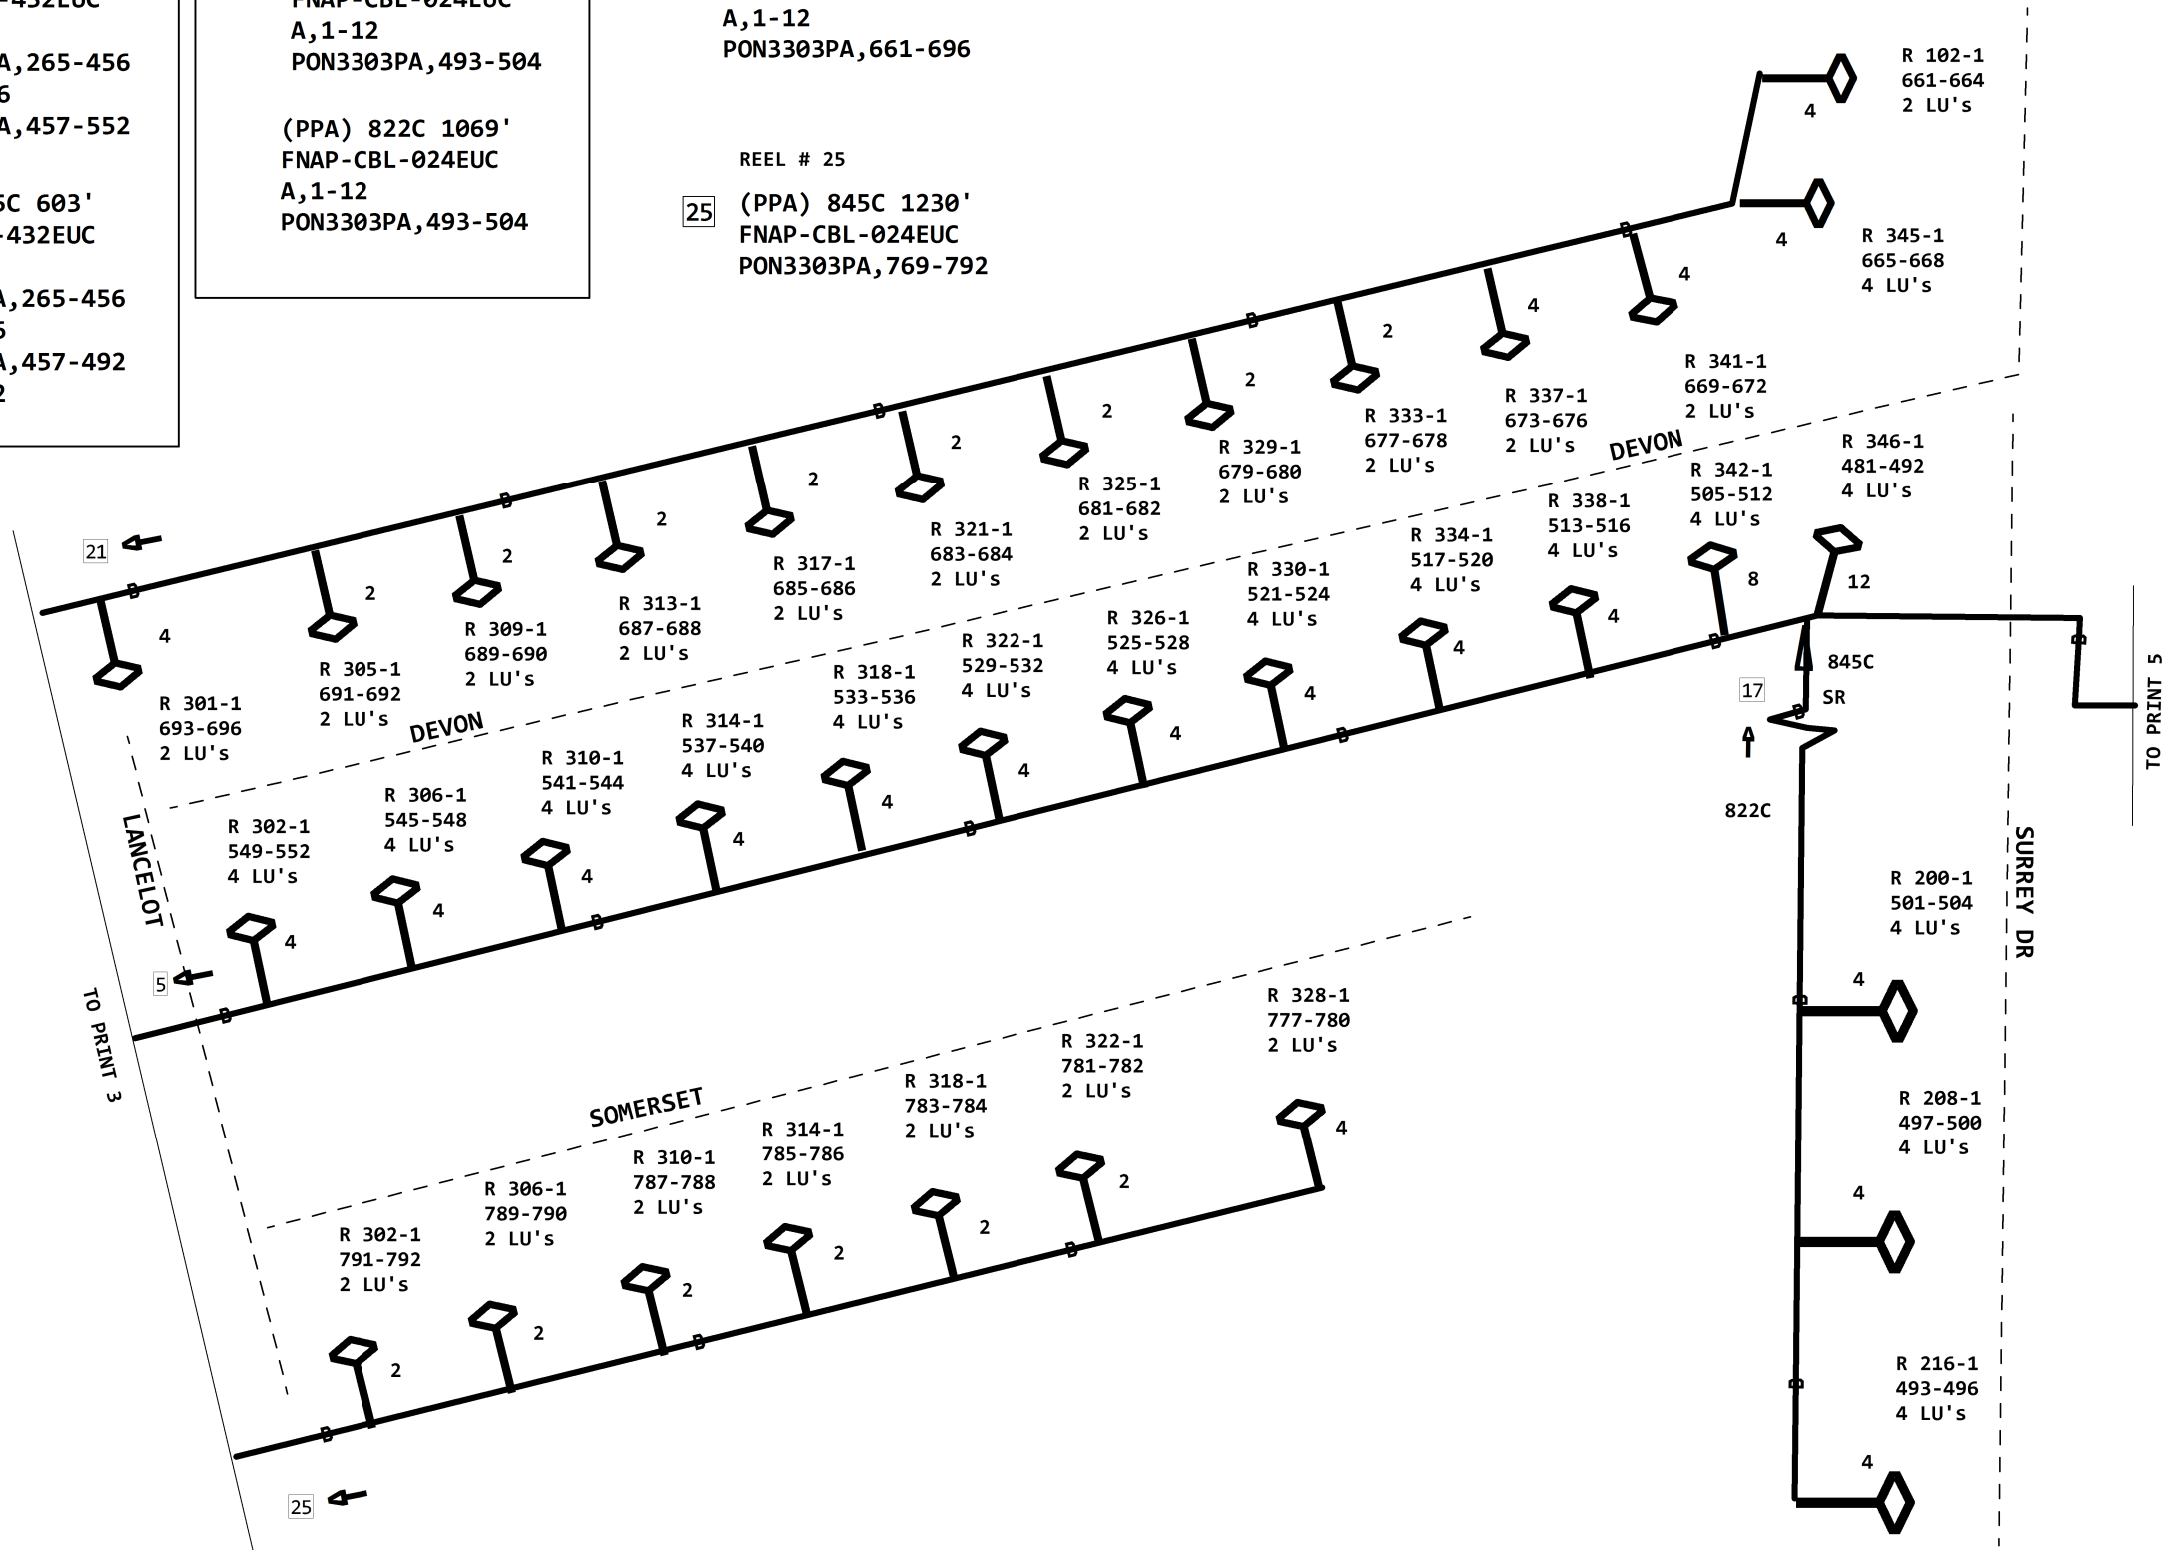 -432EUC
A,265-456
6
A,457-552
5C 603'
-432EUC
A,265-456
6
A,457-492
2
FNAP-CBL-024EUC
A,1-12
PON3303PA,493-504
(PPA) 822C 1069'
FNAP-CBL-024EUC
A,1-12
PON3303PA,493-504
A,1-12
PON3303PA,661-696
REEL # 25
25
(PPA) 845C 1230'
FNAP-CBL-024EUC
PON3303PA,769-792
R 102-1
661-664
2 LU's
4
R 345-1
665-668
4 LU's
4
R 341-1
669-672
2 LU's
4
R 337-1
673-676
2 LU's
4
R 333-1
677-678
2 LU's
2
R 329-1
679-680
2 LU's
2
R 325-1
681-682
2 LU's
2
R 321-1
683-684
2 LU's
2
R 317-1
685-686
2 LU's
2
R 313-1
687-688
2 LU's
2
R 309-1
689-690
2 LU's
2
R 305-1
691-692
2 LU's
2
R 301-1
693-696
2 LU's
4
21
DEVON
DEVON
R 346-1
481-492
4 LU's
12
R 342-1
505-512
4 LU's
8
R 338-1
513-516
4 LU's
4
R 334-1
517-520
4 LU's
4
R 330-1
521-524
4 LU's
4
R 326-1
525-528
4 LU's
4
R 322-1
529-532
4 LU's
4
R 318-1
533-536
4 LU's
4
R 314-1
537-540
4 LU's
4
R 310-1
541-544
4 LU's
4
R 306-1
545-548
4 LU's
4
R 302-1
549-552
4 LU's
4
5
LANCELOT
TO PRINT 3
845C
17
SR
822C
TO PRINT 5
SURREY DR
R 200-1
501-504
4 LU's
4
R 208-1
497-500
4 LU's
4
R 216-1
493-496
4 LU's
4
SOMERSET
R 328-1
777-780
2 LU's
4
R 322-1
781-782
2 LU's
2
R 318-1
783-784
2 LU's
2
R 314-1
785-786
2 LU's
2
R 310-1
787-788
2 LU's
2
R 306-1
789-790
2 LU's
2
R 302-1
791-792
2 LU's
2
25